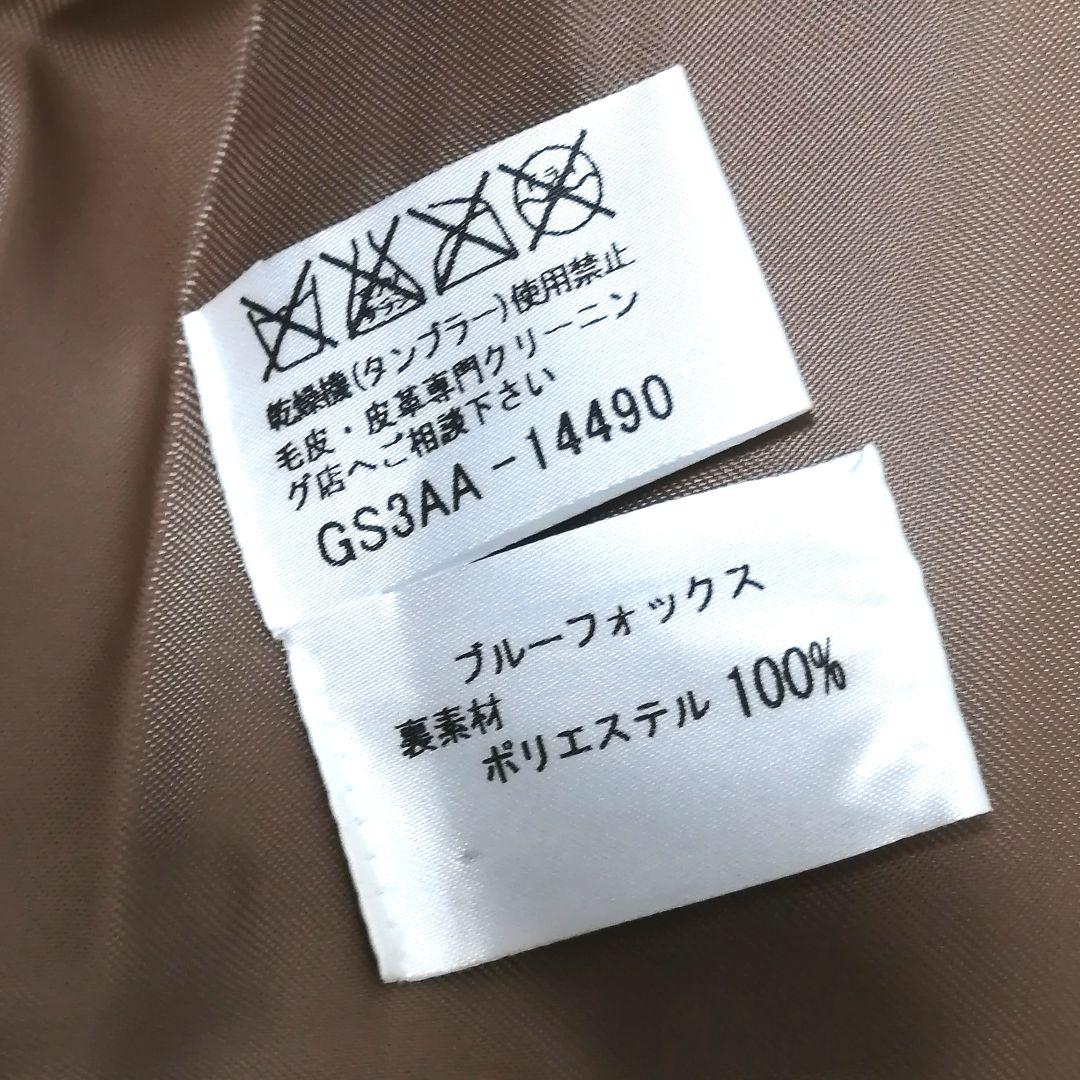 乾燥機(タンブラー)使用禁止
毛皮・皮革専門クリーニン
グ店へご相談下さい
GS3AA-14490
ブルーフォックス
裏素材
ポリエステル 100%